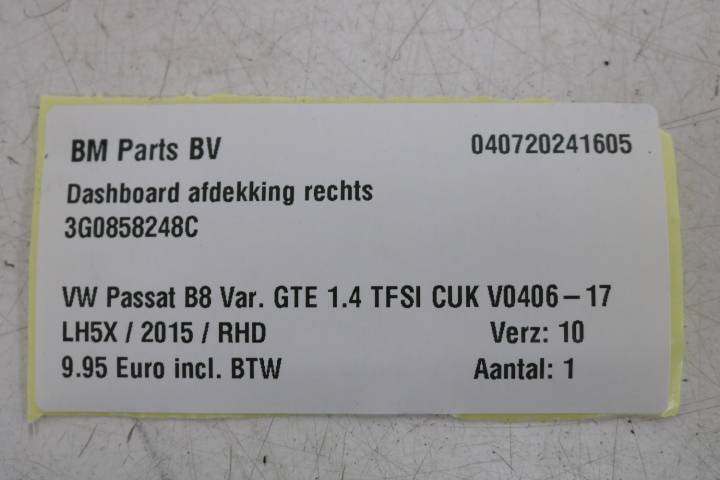 BM Parts BV 040720241605
Dashboard afdekking rechts
3G0858248C
VW Passat B8 Var. GTE 1.4 TFSI CUK V0406-17
LH5X / 2015 / RHD Verz: 10
9.95 Euro incl. BTW Aantal: 1